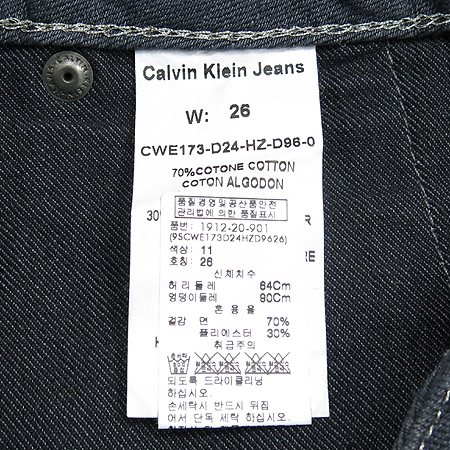 Calvin Klein Jeans
W: 26
CWE173-D24-HZ-D96-0
70%COTONE COTTON
COTON ALGODON
품질경영및공산품안전
관리법에 의한 품질표시
30
R
품번: 1912-20-901
(9SCWE173D24HZD9626)
색상: 11
호칭: 26
RE
신체치수
허리둘레 64Cm
엉덩이둘레 90Cm
혼용율
겉감 면 70%
폴리에스터 30%
취급주의
되도록 드라이클리닝
하십시오.
손세탁시 반드시 뒤집
어서 단독 세탁 하십시오.